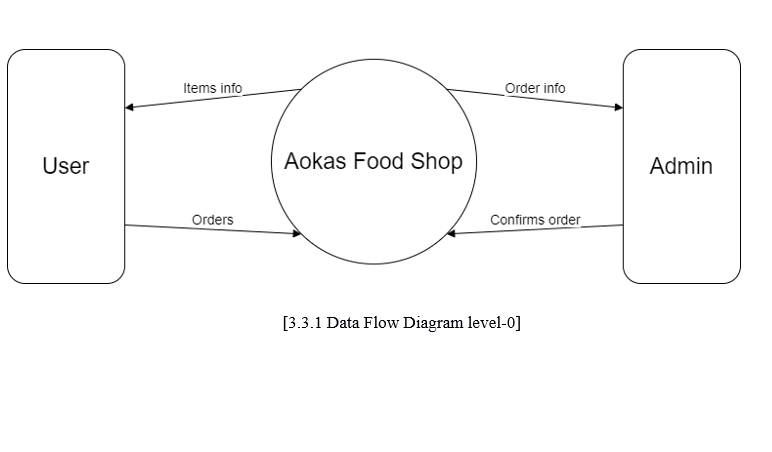 Items info
Order info
User
Aokas Food Shop
Admin
Orders
Confirms order
[3.3.1 Data Flow Diagram level-0]